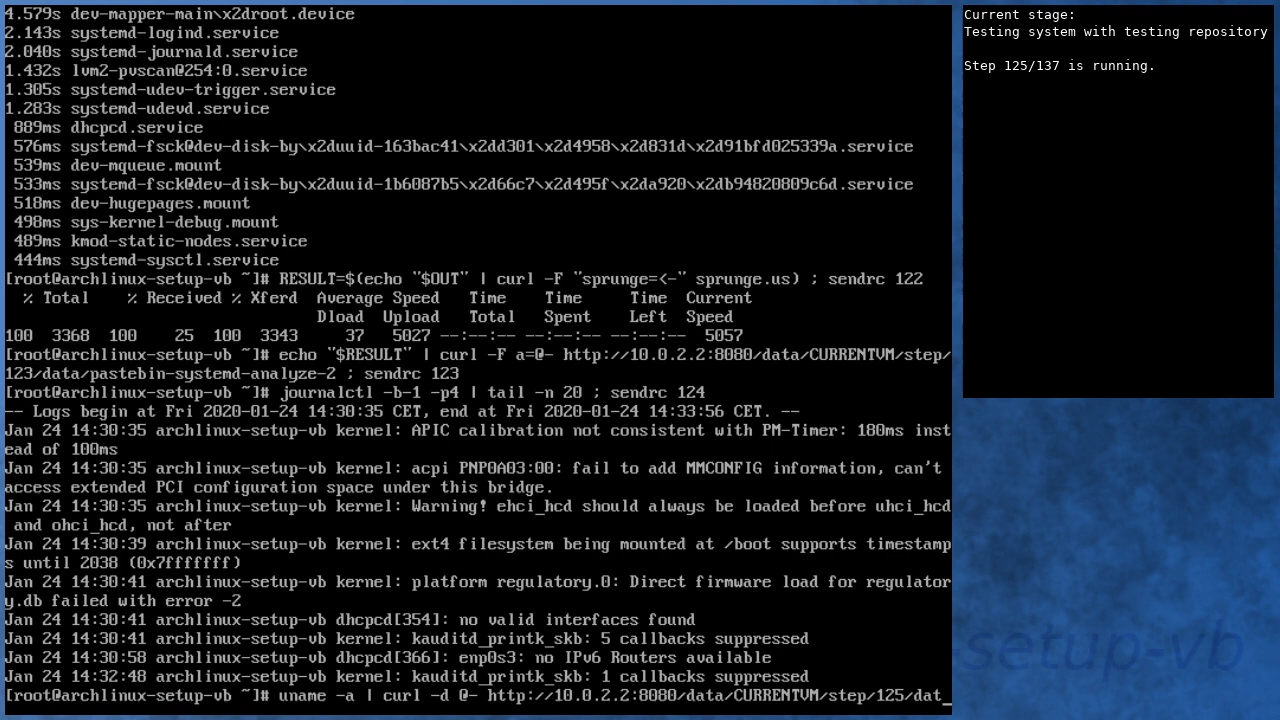 4.579s dev-mapper-main\x2droot.device
2.143s systemd-logind.service
2.040s systemd-journald.service
1.432s lvm2-pvscan@254:0.service
1.305s systemd-udev-trigger.service
1.283s systemd-udevd.service
 889ms dhcpcd.service
 576ms systemd-fsck@dev-disk-by\x2duuid-163bac41\x2dd301\x2d4958\x2d831d\x2d91bfd025339a.service
 539ms dev-mqueue.mount
 533ms systemd-fsck@dev-disk-by\x2duuid-1b6087b5\x2d66c7\x2d495f\x2da920\x2db94820809c6d.service
 518ms dev-hugepages.mount
 498ms sys-kernel-debug.mount
 489ms kmod-static-nodes.service
 444ms systemd-sysctl.service
[root@archlinux-setup-vb ~]# RESULT=$(echo "$OUT" | curl -F "sprunge=<-" sprunge.us) ; sendrc 122
  % Total    % Received % Xferd  Average Speed   Time    Time     Time  Current
                                 Dload  Upload   Total   Spent    Left  Speed
100  3368  100    25  100  3343     37   5027 --:--:-- --:--:-- --:--:--  5057
[root@archlinux-setup-vb ~]# echo "$RESULT" | curl -F a=@- http://10.0.2.2:8080/data/CURRENTVM/step/
123/data/pastebin-systemd-analyze-2 ; sendrc 123
[root@archlinux-setup-vb ~]# journalctl -b-1 -p4 | tail -n 20 ; sendrc 124
-- Logs begin at Fri 2020-01-24 14:30:35 CET, end at Fri 2020-01-24 14:33:56 CET. --
Jan 24 14:30:35 archlinux-setup-vb kernel: APIC calibration not consistent with PM-Timer: 180ms inst
ead of 100ms
Jan 24 14:30:35 archlinux-setup-vb kernel: acpi PNP0A03:00: fail to add MMCONFIG information, can't
access extended PCI configuration space under this bridge.
Jan 24 14:30:35 archlinux-setup-vb kernel: Warning! ehci_hcd should always be loaded before uhci_hcd
 and ohci_hcd, not after
Jan 24 14:30:39 archlinux-setup-vb kernel: ext4 filesystem being mounted at /boot supports timestamp
s until 2038 (0x7fffffff)
Jan 24 14:30:41 archlinux-setup-vb kernel: platform regulatory.0: Direct firmware load for regulator
y.db failed with error -2
Jan 24 14:30:41 archlinux-setup-vb dhcpcd[354]: no valid interfaces found
Jan 24 14:30:41 archlinux-setup-vb kernel: kauditd_printk_skb: 5 callbacks suppressed
Jan 24 14:30:58 archlinux-setup-vb dhcpcd[366]: enp0s3: no IPv6 Routers available
Jan 24 14:32:48 archlinux-setup-vb kernel: kauditd_printk_skb: 1 callbacks suppressed
[root@archlinux-setup-vb ~]# uname -a | curl -d @- http://10.0.2.2:8080/data/CURRENTVM/step/125/dat_
Current stage:
Testing system with testing repository
Step 125/137 is running.
setup-vb